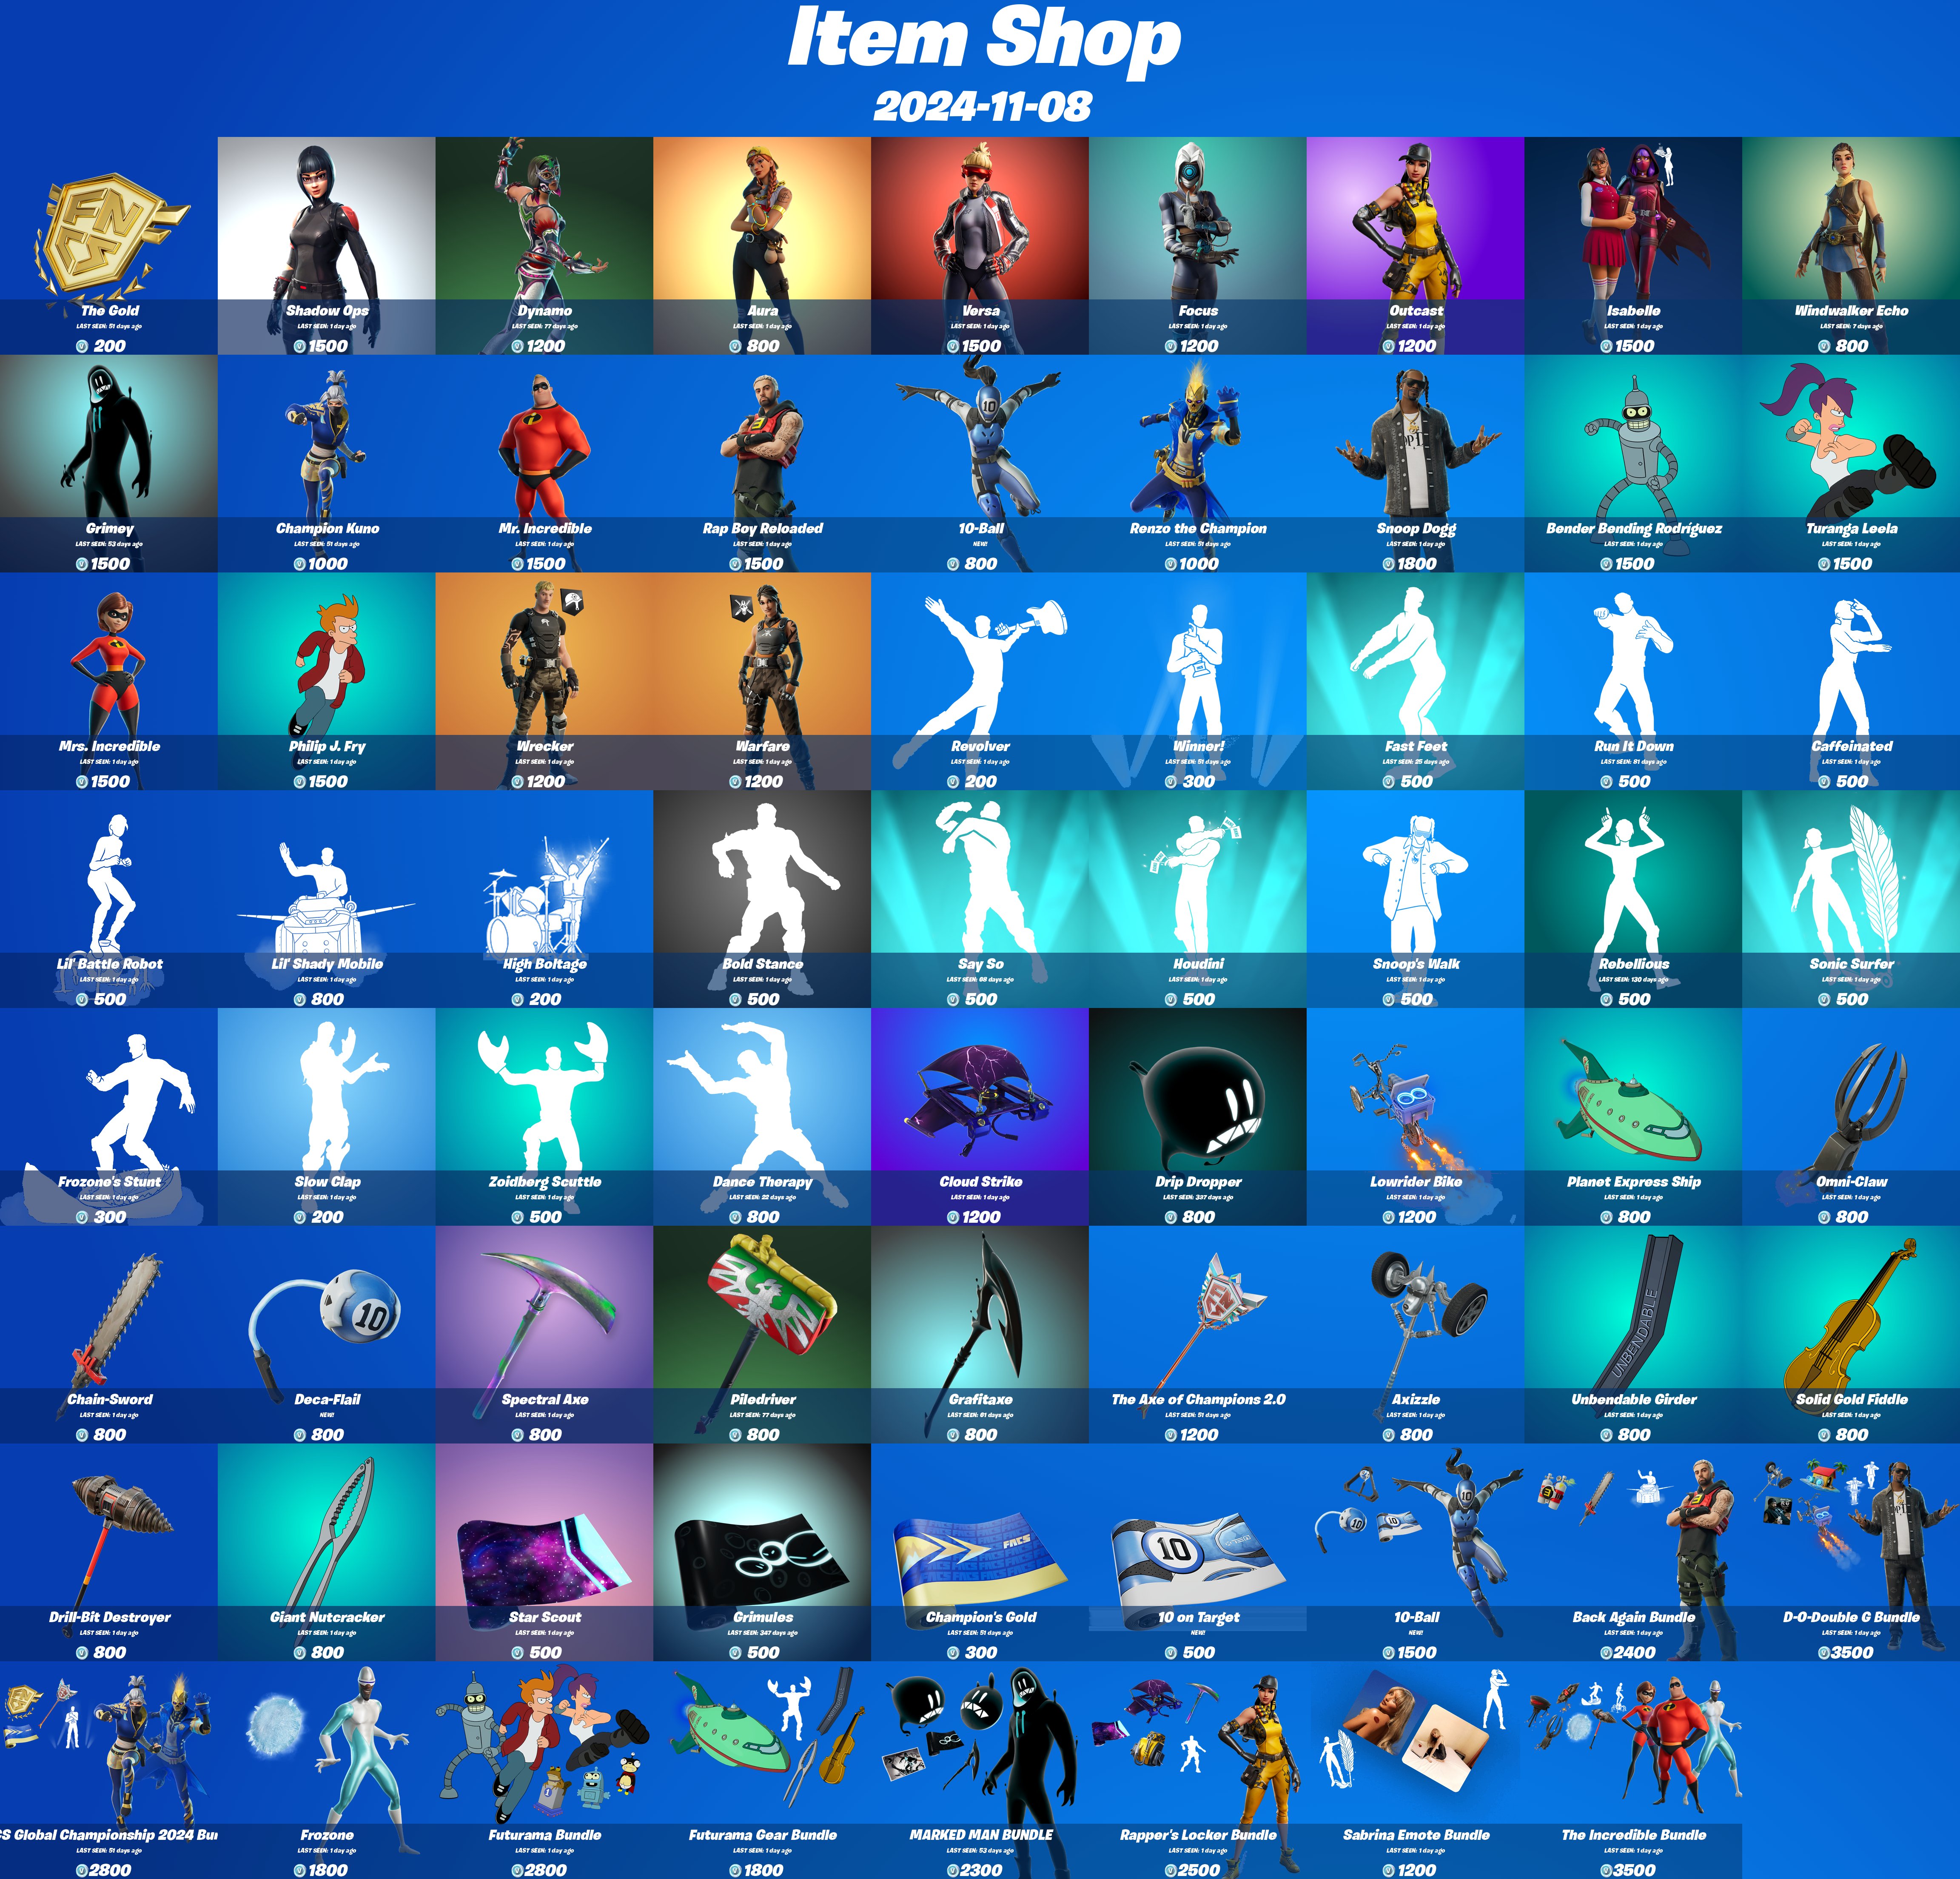 Item Shop
2024-11-08
FNCS
The Gold
LAST SEEN: 51 days ago
200
Shadow Ops
LAST SEEN: 1 day ago
1500
Dynamo
LAST SEEN: 77 days ago
1200
Aura
LAST SEEN: 1 day ago
800
Versa
LAST SEEN: 1 day ago
1500
Focus
LAST SEEN: 1 day ago
1200
Outcast
LAST SEEN: 1 day ago
1200
Isabelle
LAST SEEN: 1 day ago
1500
Windwalker Echo
LAST SEEN: 7 days ago
800
Grimey
LAST SEEN: 53 days ago
1500
Champion Kuno
LAST SEEN: 51 days ago
1000
Mr. Incredible
LAST SEEN: 1 day ago
1500
Rap Boy Reloaded
LAST SEEN: 1 day ago
1500
10
10-Ball
NEW!
800
Renzo the Champion
LAST SEEN: 51 days ago
1000
Snoop Dogg
LAST SEEN: 1 day ago
1800
Bender Bending Rodríguez
LAST SEEN: 1 day ago
1500
Turanga Leela
LAST SEEN: 1 day ago
1500
Mrs. Incredible
LAST SEEN: 1 day ago
1500
Philip J. Fry
LAST SEEN: 1 day ago
1500
Wrecker
LAST SEEN: 1 day ago
1200
Warfare
LAST SEEN: 1 day ago
1200
Revolver
LAST SEEN: 1 day ago
200
Winner!
LAST SEEN: 51 days ago
300
Fast Feet
LAST SEEN: 25 days ago
500
Run It Down
LAST SEEN: 81 days ago
500
Caffeinated
LAST SEEN: 1 day ago
500
Lil' Battle Robot
LAST SEEN: 1 day ago
500
Lil' Shady Mobile
LAST SEEN: 1 day ago
800
High Boltage
LAST SEEN: 1 day ago
200
Bold Stance
LAST SEEN: 1 day ago
500
Say So
LAST SEEN: 68 days ago
500
Houdini
LAST SEEN: 1 day ago
500
Snoop's Walk
LAST SEEN: 1 day ago
500
Rebellious
LAST SEEN: 130 days ago
500
Sonic Surfer
LAST SEEN: 1 day ago
500
Frozone's Stunt
LAST SEEN: 1 day ago
300
Slow Clap
LAST SEEN: 1 day ago
200
Zoidberg Scuttle
LAST SEEN: 1 day ago
500
Dance Therapy
LAST SEEN: 22 days ago
800
Cloud Strike
LAST SEEN: 1 day ago
1200
Drip Dropper
LAST SEEN: 337 days ago
800
Lowrider Bike
LAST SEEN: 1 day ago
1200
Planet Express Ship
LAST SEEN: 1 day ago
800
Omni-Claw
LAST SEEN: 1 day ago
800
Chain-Sword
LAST SEEN: 1 day ago
800
10
Deca-Flail
NEW!
800
Spectral Axe
LAST SEEN: 1 day ago
800
Piledriver
LAST SEEN: 77 days ago
800
Grafitaxe
LAST SEEN: 61 days ago
800
The Axe of Champions 2.0
LAST SEEN: 51 days ago
1200
Axizzle
LAST SEEN: 1 day ago
800
UNBENDABLE
Unbendable Girder
LAST SEEN: 1 day ago
800
Solid Gold Fiddle
LAST SEEN: 1 day ago
800
Drill-Bit Destroyer
LAST SEEN: 1 day ago
800
Giant Nutcracker
LAST SEEN: 1 day ago
800
Star Scout
LAST SEEN: 1 day ago
500
Grimules
LAST SEEN: 347 days ago
500
FNCS
Champion's Gold
LAST SEEN: 51 days ago
300
10
10 on Target
NEW!
500
10
10-Ball
NEW!
1500
Back Again Bundle
LAST SEEN: 1 day ago
2400
D-O-Double G Bundle
LAST SEEN: 1 day ago
3500
CS Global Championship 2024 Bun
LAST SEEN: 51 days ago
2800
Frozone
LAST SEEN: 1 day ago
1800
Futurama Bundle
LAST SEEN: 1 day ago
2800
Futurama Gear Bundle
LAST SEEN: 1 day ago
1800
MARKED MAN BUNDLE
LAST SEEN: 53 days ago
2300
Rapper's Locker Bundle
LAST SEEN: 1 day ago
2500
Sabrina Emote Bundle
LAST SEEN: 1 day ago
1200
The Incredible Bundle
LAST SEEN: 1 day ago
3500